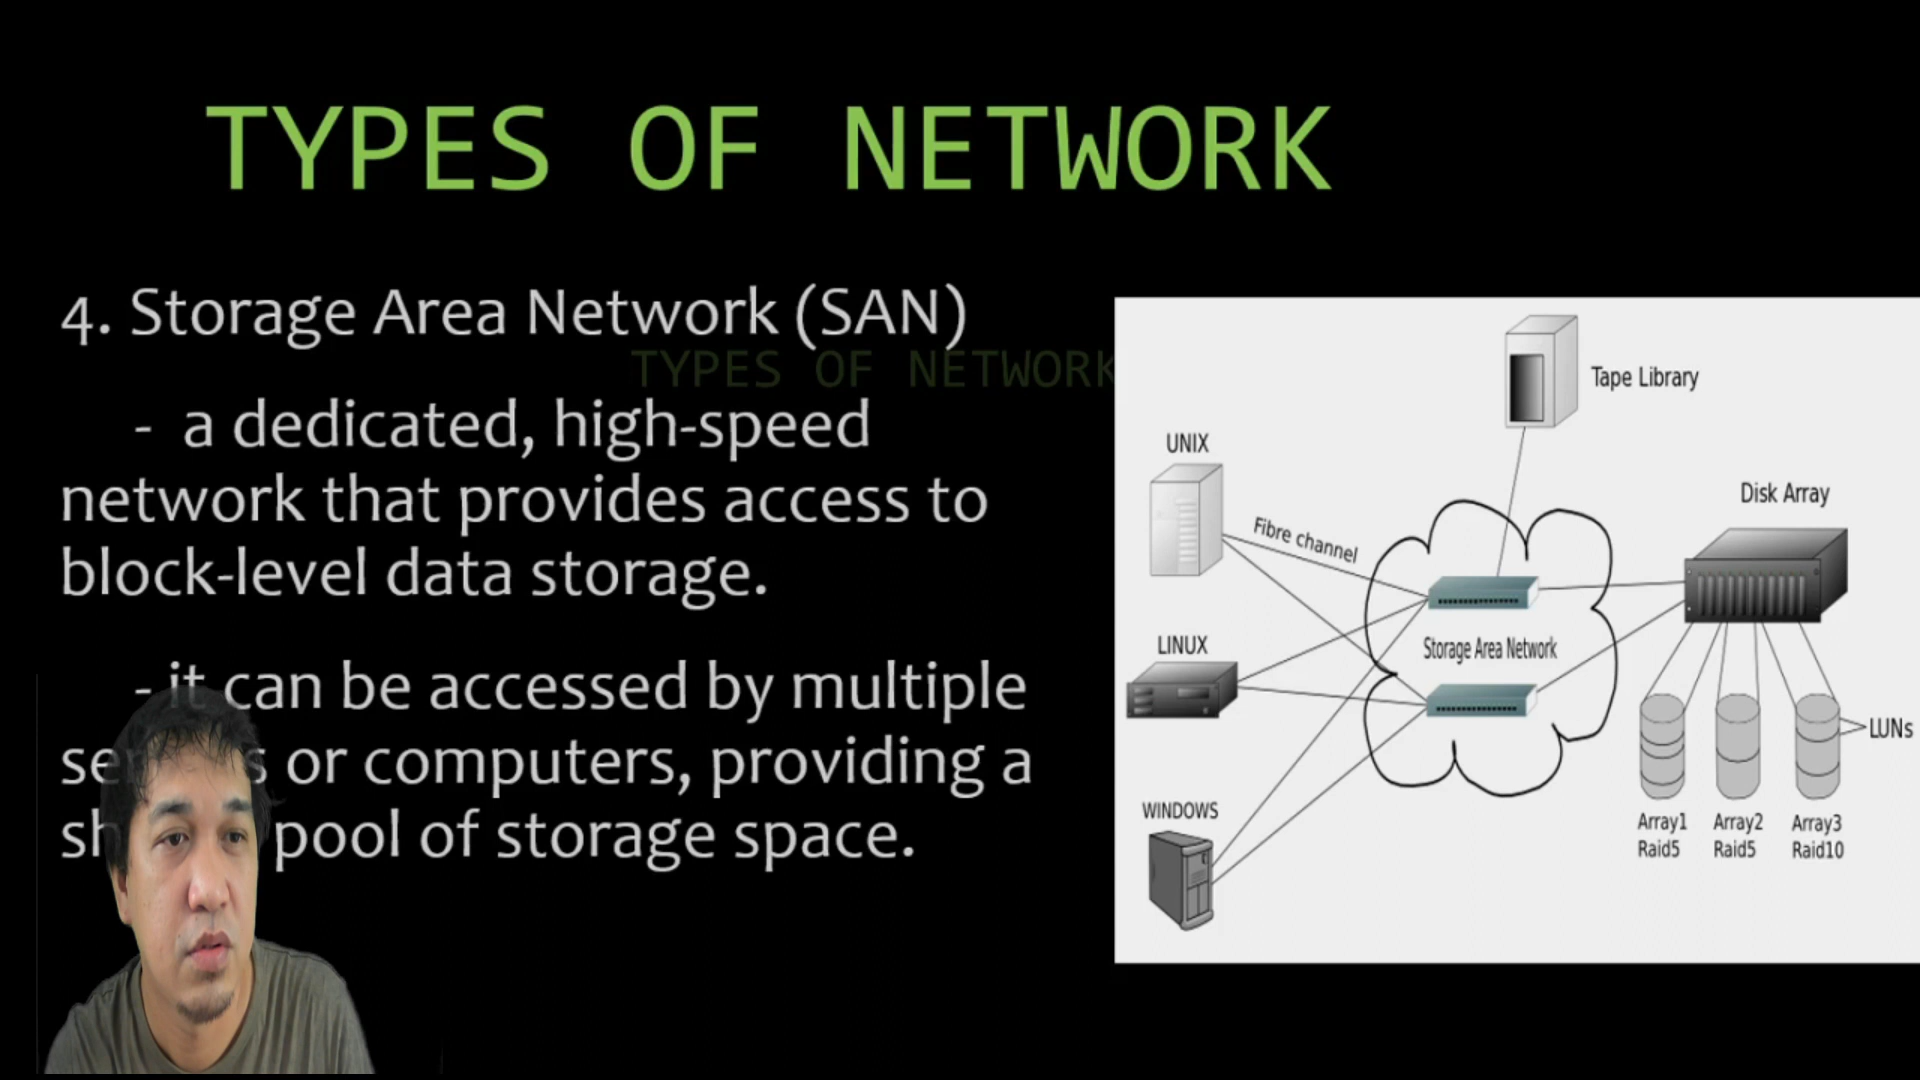 TYPES OF NETWORK
4. Storage Area Network (SAN)
TYPES OF NETWORK
- a dedicated, high-speed
network that provides access to
block-level data storage.
- it can be accessed by multiple
or computers, providing a
pool of storage space.
Tape Library
UNIX
Disk Array
Fibre channel
LINUX
Storage Area Network
LUNs
WINDOWS
Array1
Raid5
Array2
Raid5
Array3
Raid10